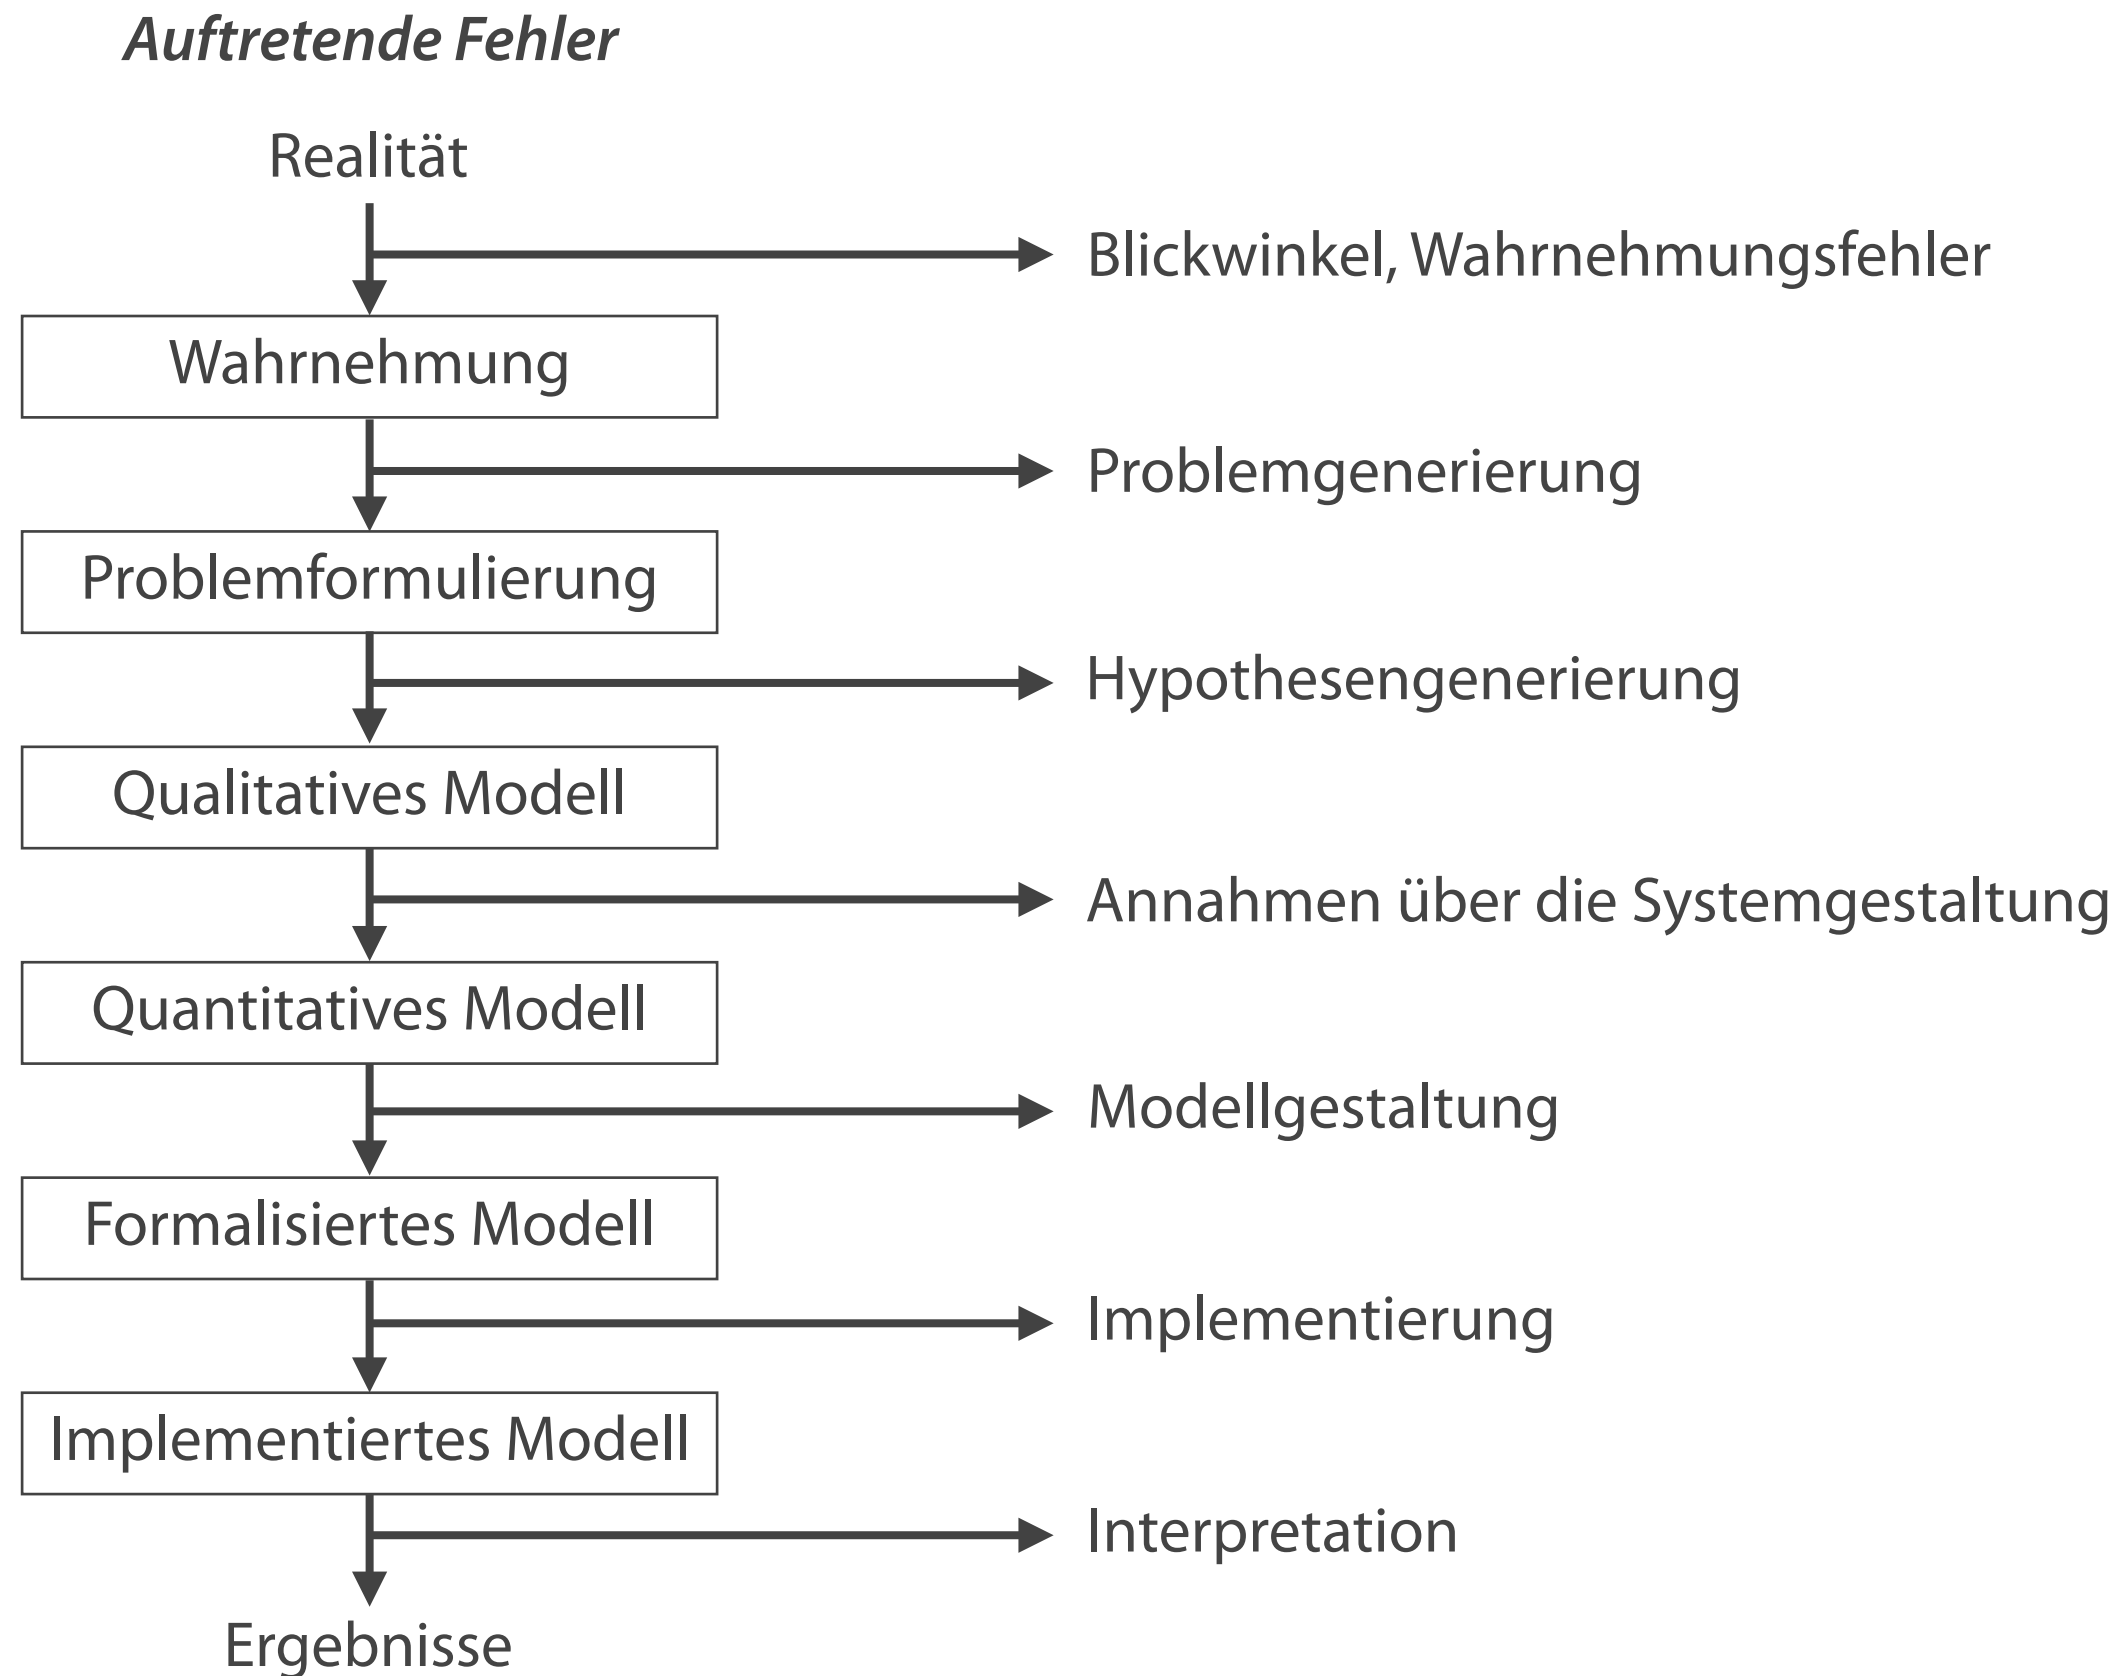 Auftretende Fehler
Realität
Blickwinkel, Wahrnehmungsfehler
Wahrnehmung
Problemgenerierung
Problemformulierung
Hypothesengenerierung
Qualitatives Modell
Annahmen über die Systemgestaltung
Quantitatives Modell
Modellgestaltung
Formalisiertes Modell
Implementierung
Implementiertes Modell
Interpretation
Ergebnisse